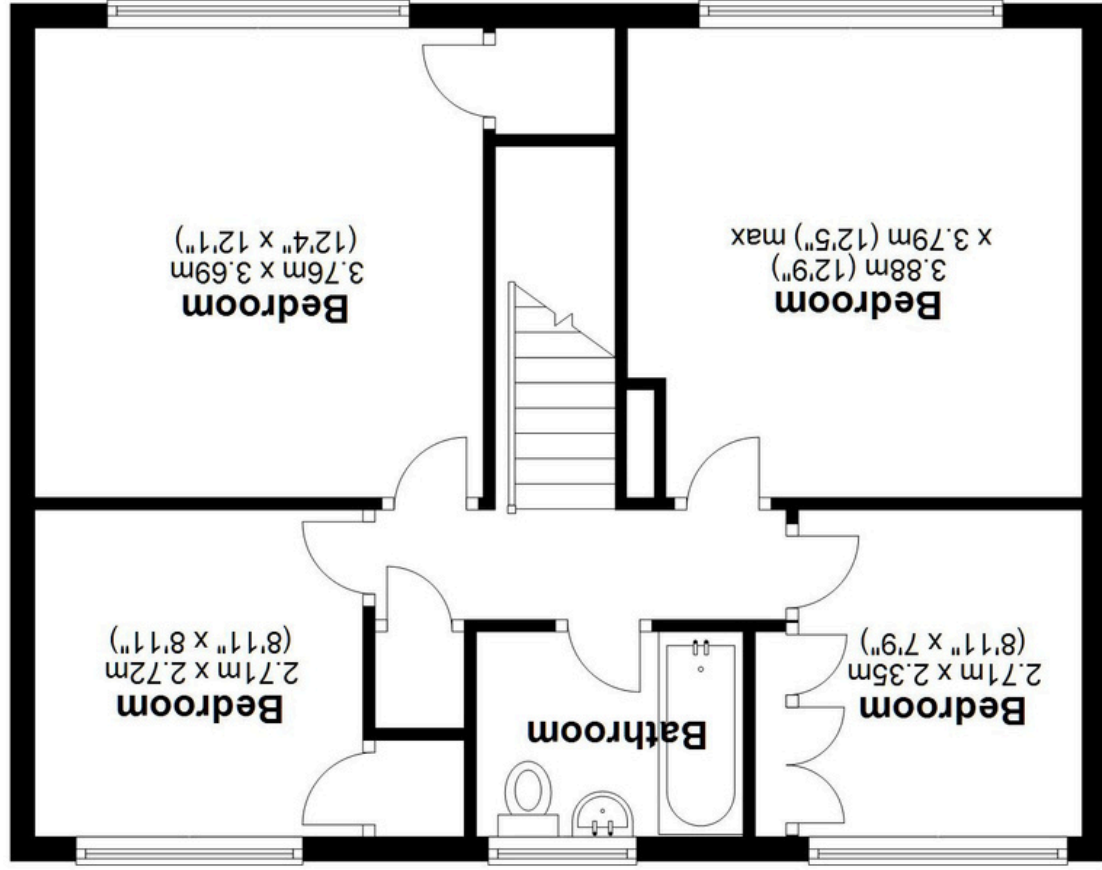 Bedroom
2.71m x 2.35m
(8'11" x 7'9")
Bathroom
Bedroom
2.71m x 2.72m
(8'11" x 8'11")
Bedroom
3.88m (12'9")
x 3.79m (12'5") max
Bedroom
3.76m x 3.69m
(12'4" x 12'1")